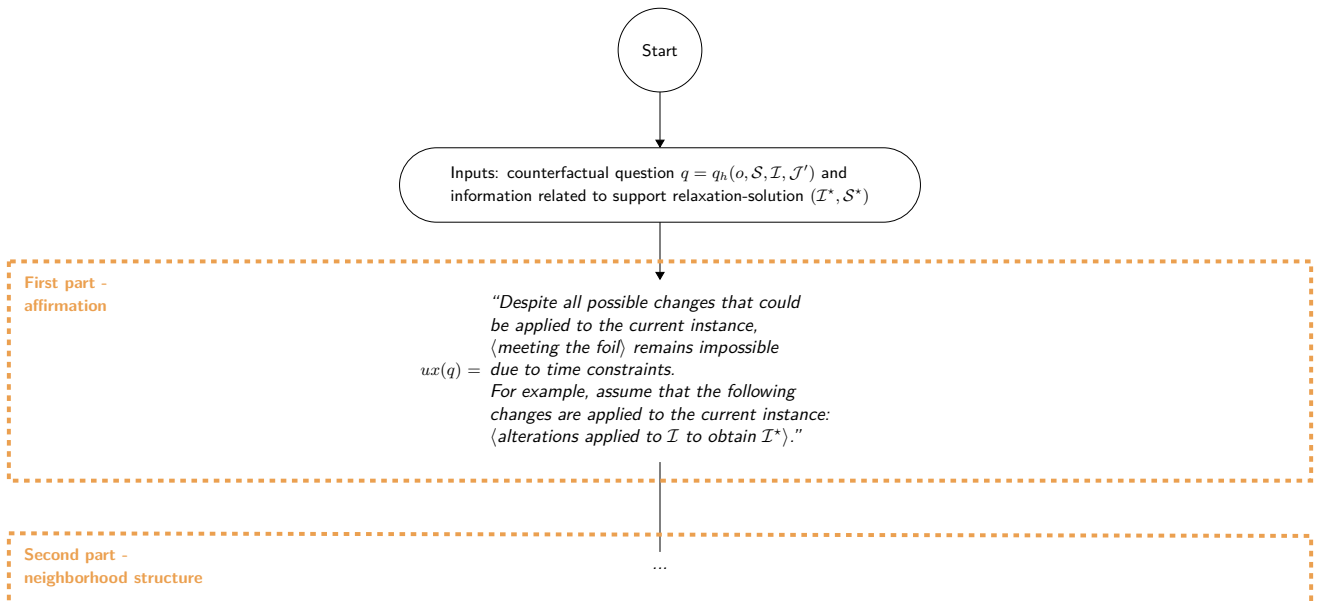 Start
Inputs: counterfactual question q = q_h(o, 𝒮, ℐ, 𝒥′) and
information related to support relaxation-solution (ℐ⋆, 𝒮⋆)
First part -
affirmation
“Despite all possible changes that could
be applied to the current instance,
⟨meeting the foil⟩ remains impossible
ux(q) = due to time constraints.
For example, assume that the following
changes are applied to the current instance:
⟨alterations applied to ℐ to obtain ℐ⋆⟩.”
Second part -
neighborhood structure
...